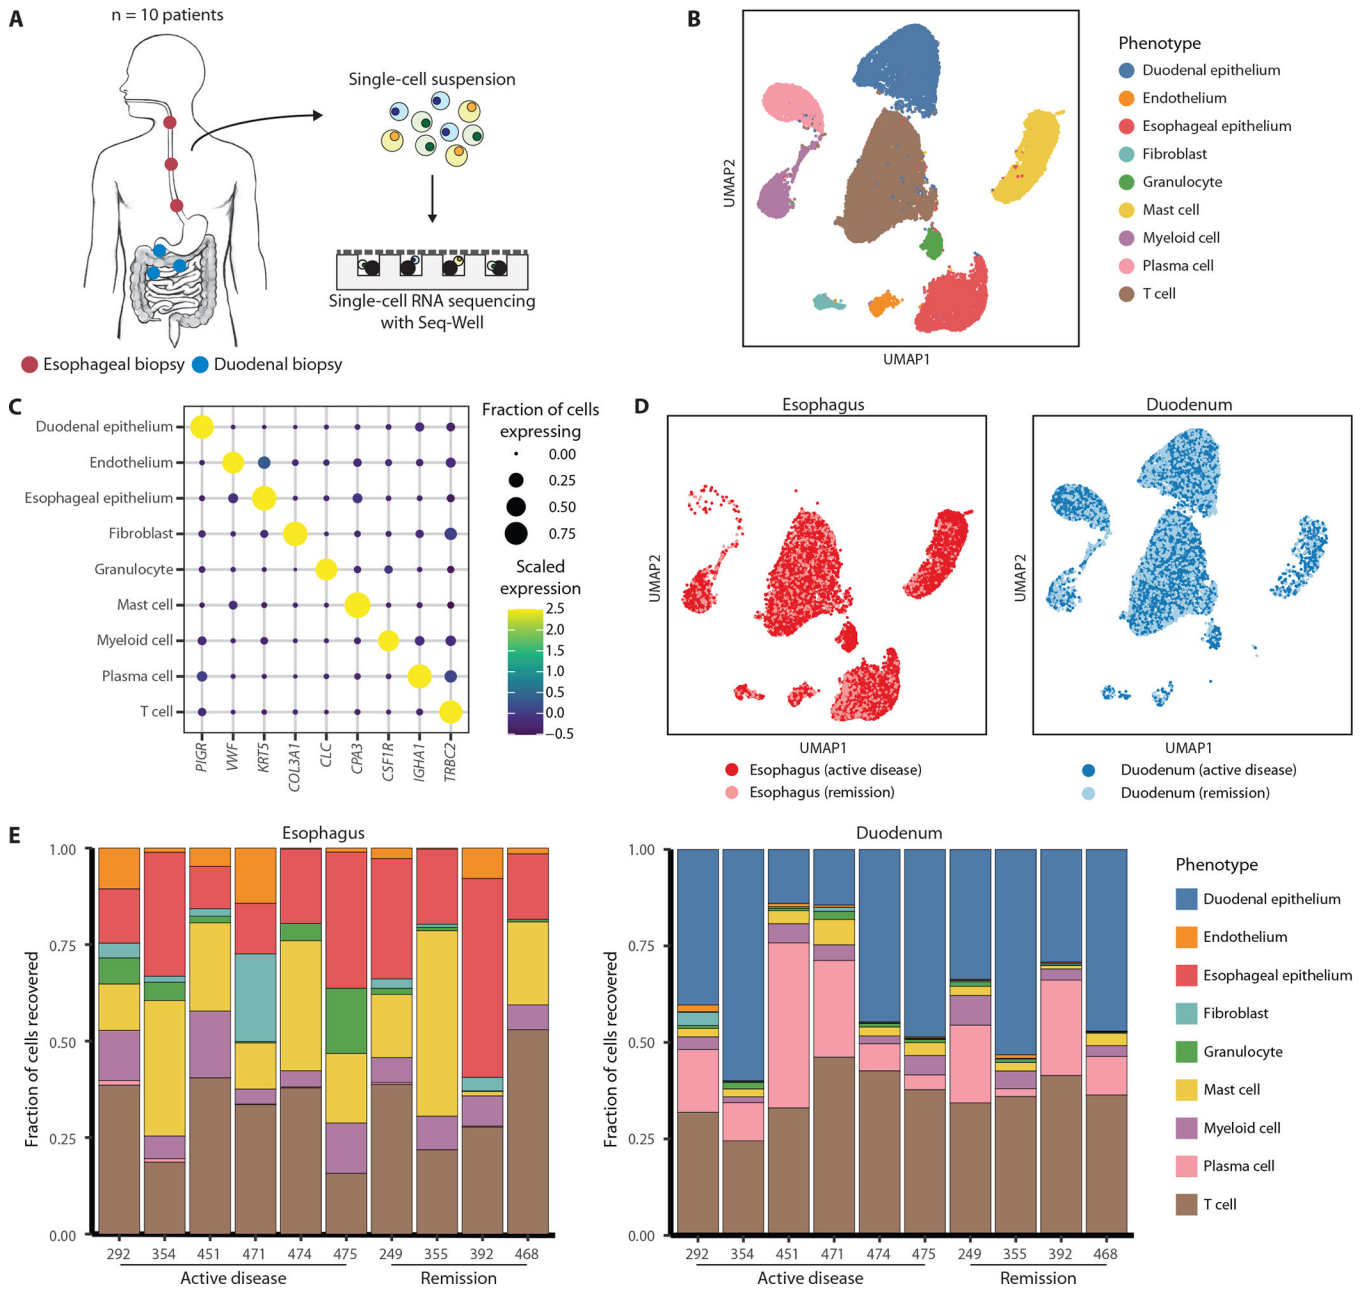 A
n = 10 patients
Single-cell suspension
Single-cell RNA sequencing
with Seq-Well
Esophageal biopsy
Duodenal biopsy
B
UMAP2
UMAP1
Phenotype
Duodenal epithelium
Endothelium
Esophageal epithelium
Fibroblast
Granulocyte
Mast cell
Myeloid cell
Plasma cell
T cell
C
Duodenal epithelium
Endothelium
Esophageal epithelium
Fibroblast
Granulocyte
Mast cell
Myeloid cell
Plasma cell
T cell
PIGR
VWF
KRT5
COL3A1
CLC
CPA3
CSF1R
IGHA1
TRBC2
Fraction of cells
expressing
0.00
0.25
0.50
0.75
Scaled
expression
2.5
2.0
1.5
1.0
0.5
0.0
−0.5
D
Esophagus
UMAP2
UMAP1
Esophagus (active disease)
Esophagus (remission)
Duodenum
UMAP2
UMAP1
Duodenum (active disease)
Duodenum (remission)
E
Esophagus
Fraction of cells recovered
1.00
0.75
0.50
0.25
0.00
292 354 451 471 474 475 249 355 392 468
Active disease Remission
Duodenum
Fraction of cells recovered
1.00
0.75
0.50
0.25
0.00
292 354 451 471 474 475 249 355 392 468
Active disease Remission
Phenotype
Duodenal epithelium
Endothelium
Esophageal epithelium
Fibroblast
Granulocyte
Mast cell
Myeloid cell
Plasma cell
T cell